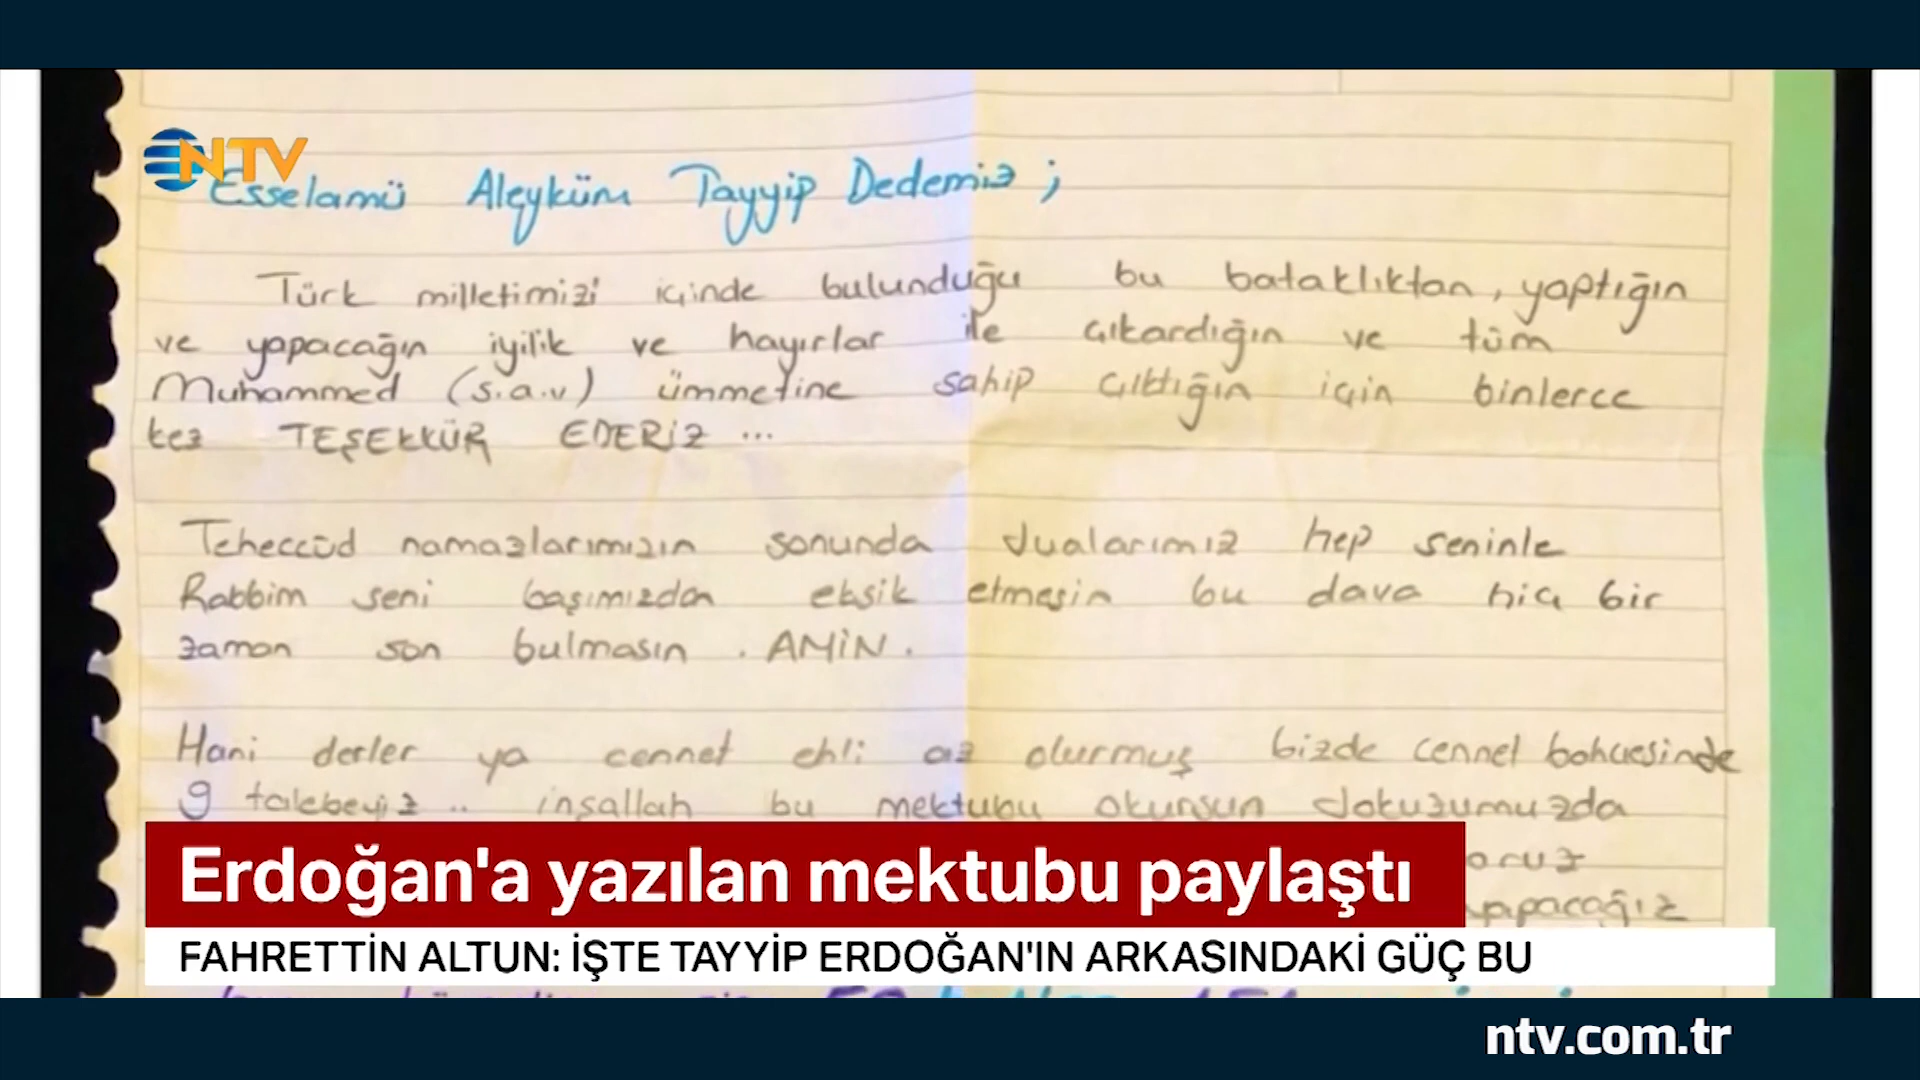 NTV
Esselamü Aleyküm Tayyip Dedemiz ;
Türk milletimizi içinde bulunduğu bu bataklıktan, yaptığın
ve yapacağın iyilik ve hayırlar ile çıkardığın ve tüm
Muhammed (s.a.v) ümmetine sahip çıktığın için binlerce
kez TEŞEKKÜR EDERİZ ...
Teheccüd namazlarımızın sonunda dualarımız hep seninle
Rabbim seni başımızdan eksik etmesin bu dava hiç bir
zaman son bulmasın . AMİN .
Hani derler ya cennet ehli az olurmuş bizde cennet bahçesinde
9 talebeyiz .. inşallah bu mektubu okursun dokuzumuzda
yapacağız
Erdoğan'a yazılan mektubu paylaştı
FAHRETTİN ALTUN: İŞTE TAYYİP ERDOĞAN'IN ARKASINDAKİ GÜÇ BU
ntv.com.tr